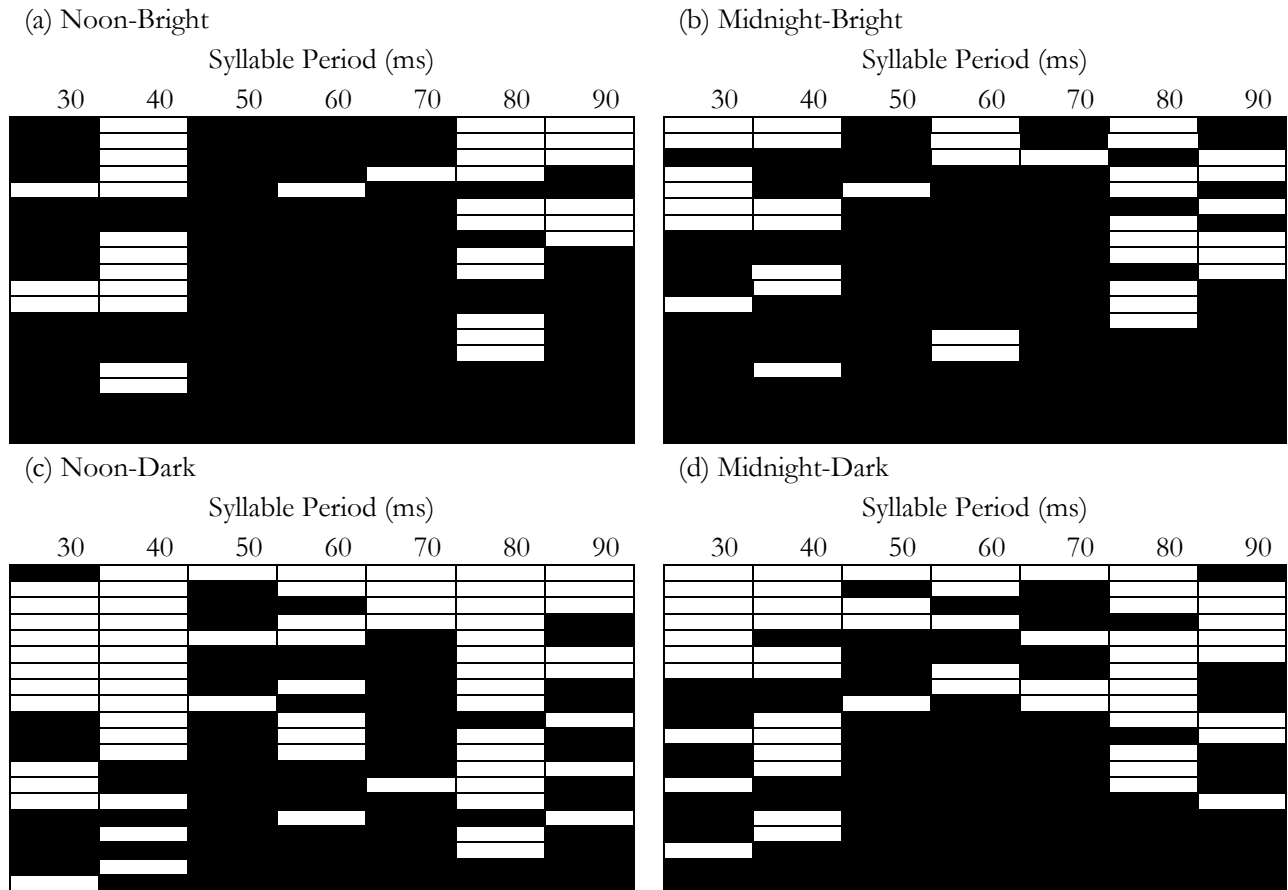 (a) Noon-Bright
Syllable Period (ms)
30 40 50 60 70 80 90
(b) Midnight-Bright
Syllable Period (ms)
30 40 50 60 70 80 90
(c) Noon-Dark
Syllable Period (ms)
30 40 50 60 70 80 90
(d) Midnight-Dark
Syllable Period (ms)
30 40 50 60 70 80 90